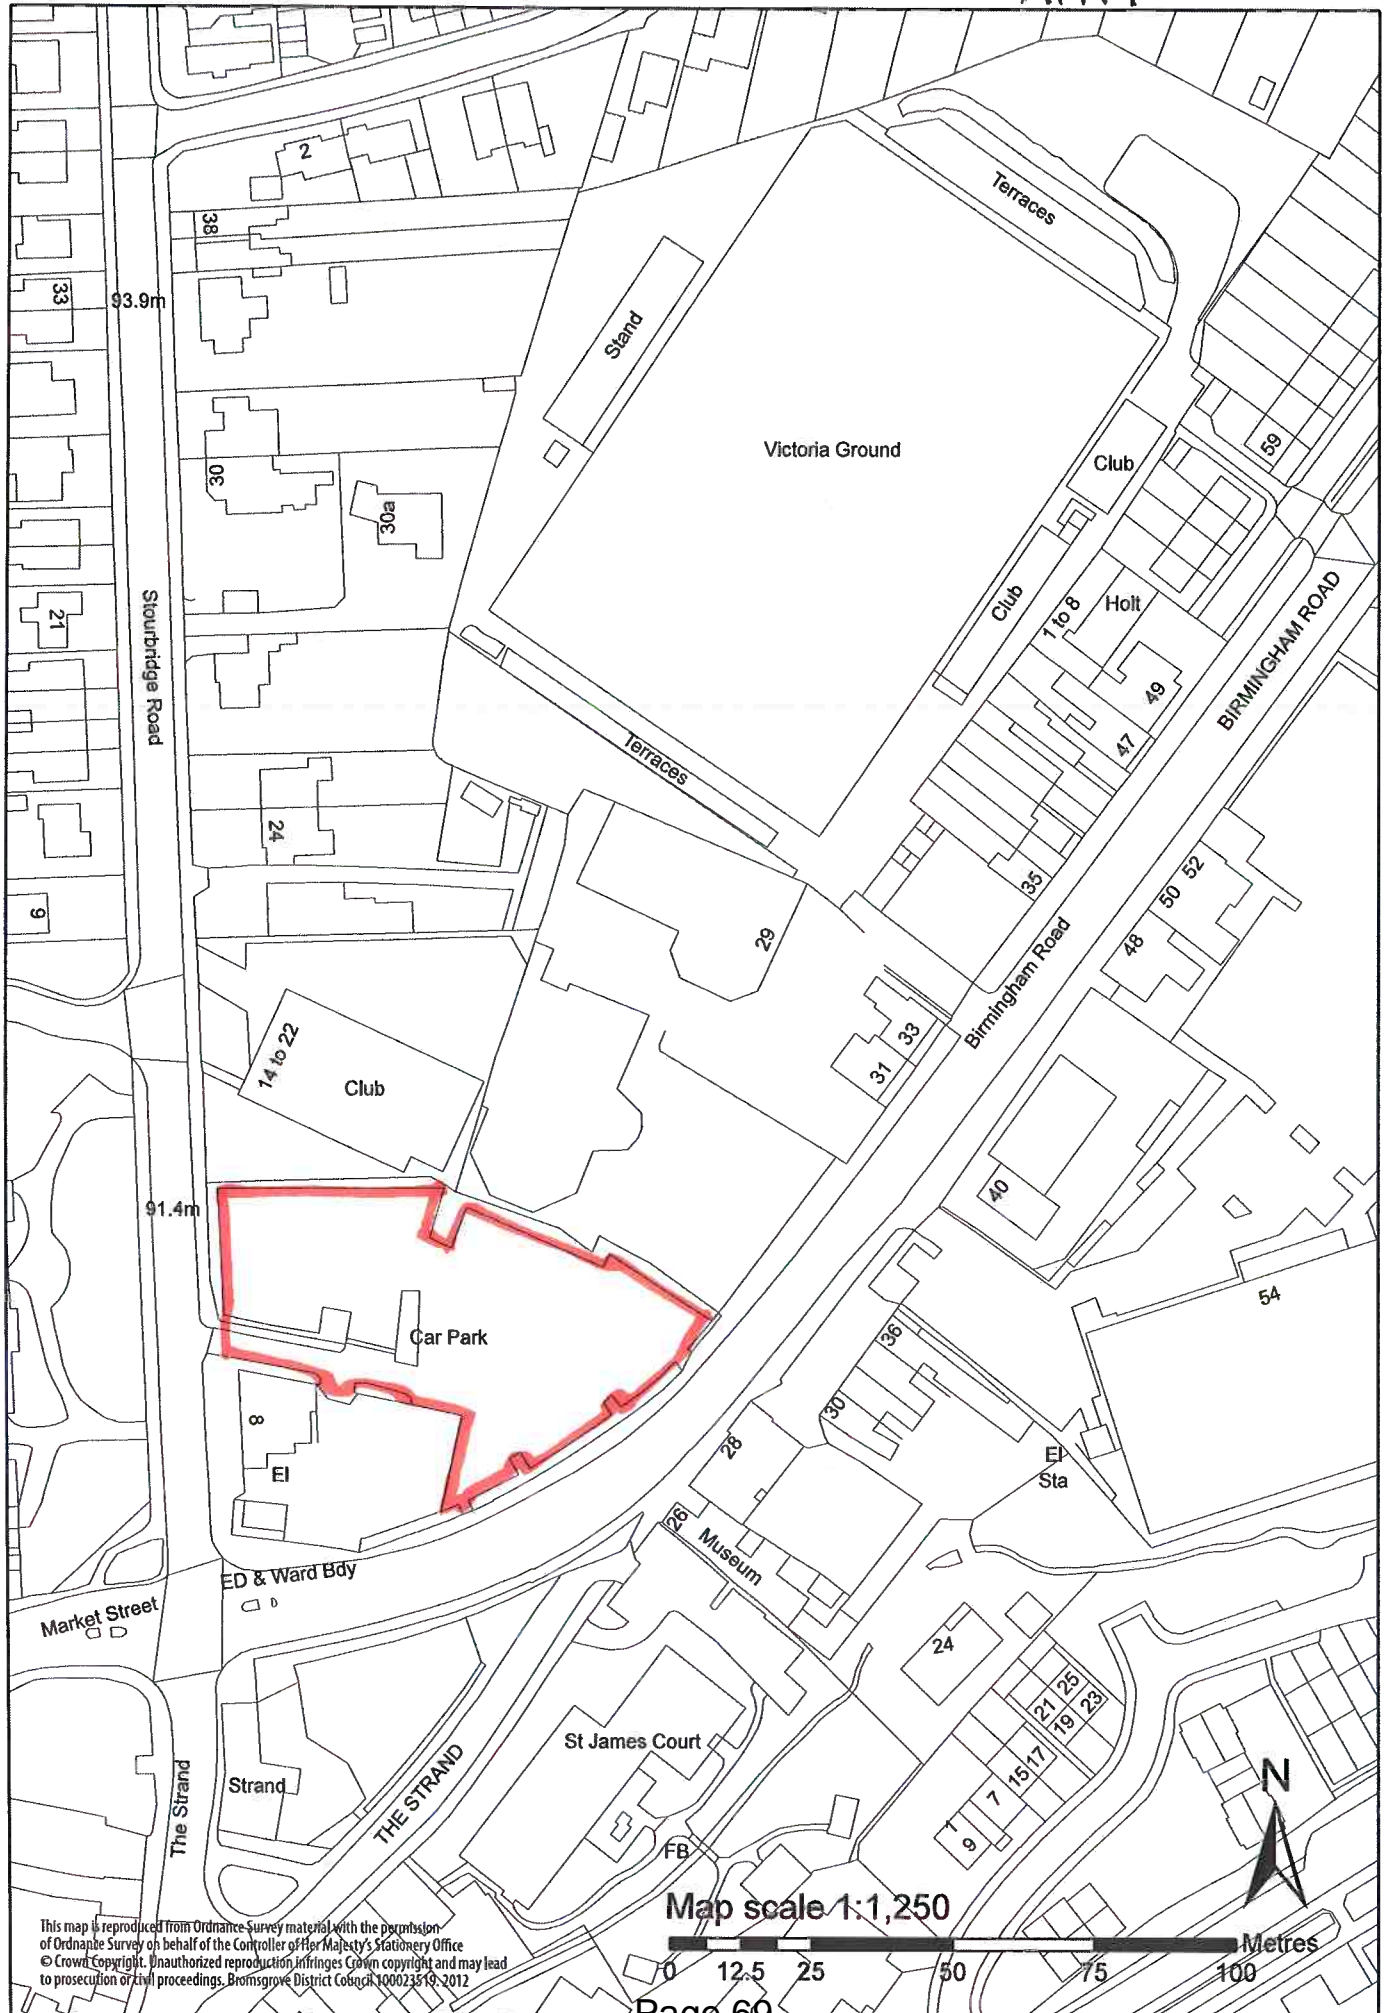 2
38
33
93.9m
Terraces
Stand
Victoria Ground
Club
59
30
30a
Stourbridge Road
21
Club
1 to 8
Holt
49
47
BIRMINGHAM ROAD
Terraces
24
35
52
50
48
9
29
Birmingham Road
33
31
14 to 22
Club
40
91.4m
54
Car Park
36
30
28
8
El
El
Sta
26
Museum
ED & Ward Bdy
Market Street
24
25
21
23
19
17
15
7
1
9
St James Court
Strand
The Strand
THE STRAND
FB
N
Map scale 1:1,250
Metres
0 12.5 25 50 75 100
This map is reproduced from Ordnance Survey material with the permission
of Ordnance Survey on behalf of the Controller of Her Majesty's Stationery Office
© Crown Copyright. Unauthorized reproduction infringes Crown copyright and may lead
to prosecution or civil proceedings. Bromsgrove District Council 100023519. 2012
Page 69